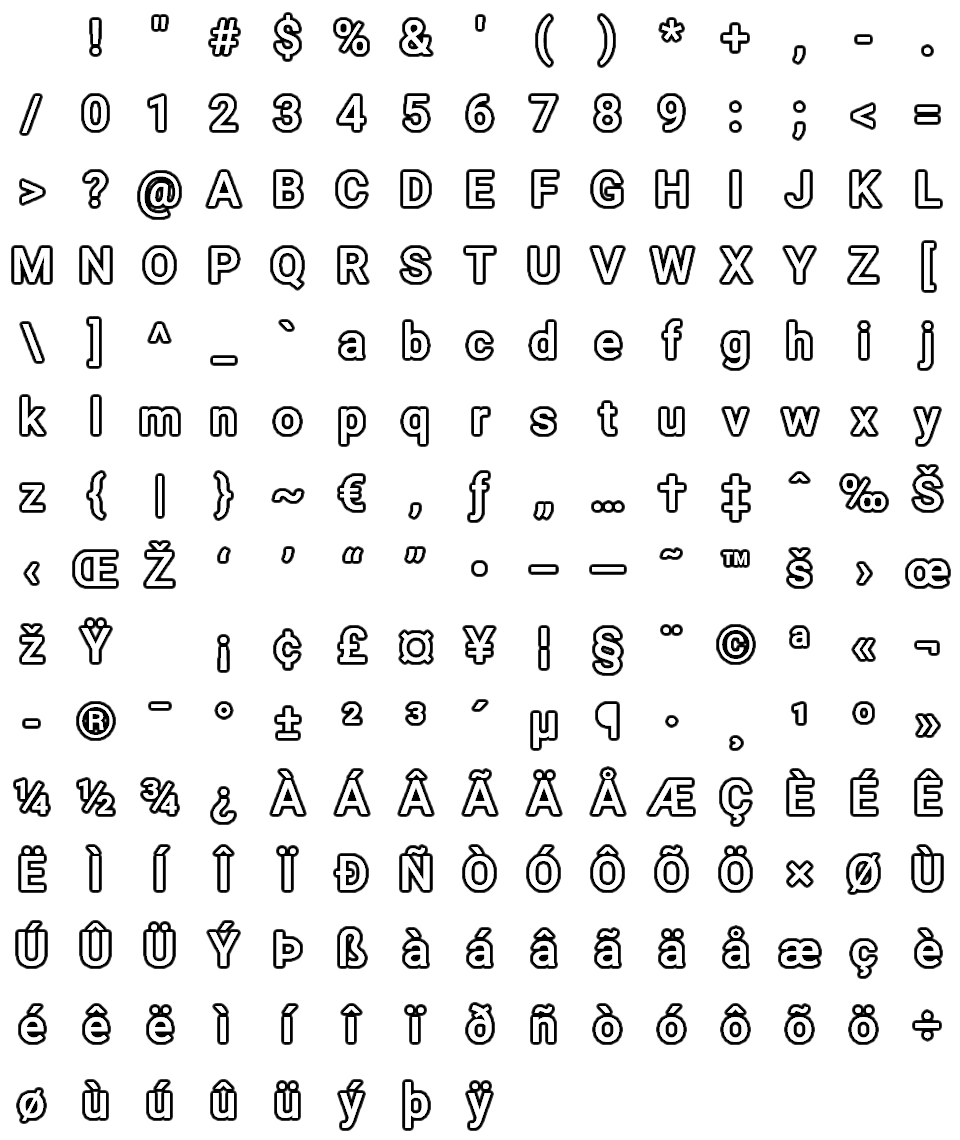 ! " # $ % & ' ( ) * + , - .
/ 0 1 2 3 4 5 6 7 8 9 : ; < =
> ? @ A B C D E F G H I J K L
M N O P Q R S T U V W X Y Z [
\ ] ^ _ ` a b c d e f g h i j
k l m n o p q r s t u v w x y
z { | } ~ € ‚ ƒ „ … † ‡ ˆ ‰ Š
‹ Œ Ž ‘ ’ “ ” • – — ˜ ™ š › œ
ž Ÿ ¡ ¢ £ ¤ ¥ ¦ § ¨ © ª « ¬
- ® ¯ ° ± ² ³ ´ µ ¶ · ¸ ¹ º »
¼ ½ ¾ ¿ À Á Â Ã Ä Å Æ Ç È É Ê
Ë Ì Í Î Ï Ð Ñ Ò Ó Ô Õ Ö × Ø Ù
Ú Û Ü Ý Þ ß à á â ã ä å æ ç è
é ê ë ì í î ï ð ñ ò ó ô õ ö ÷
ø ù ú û ü ý þ ÿ